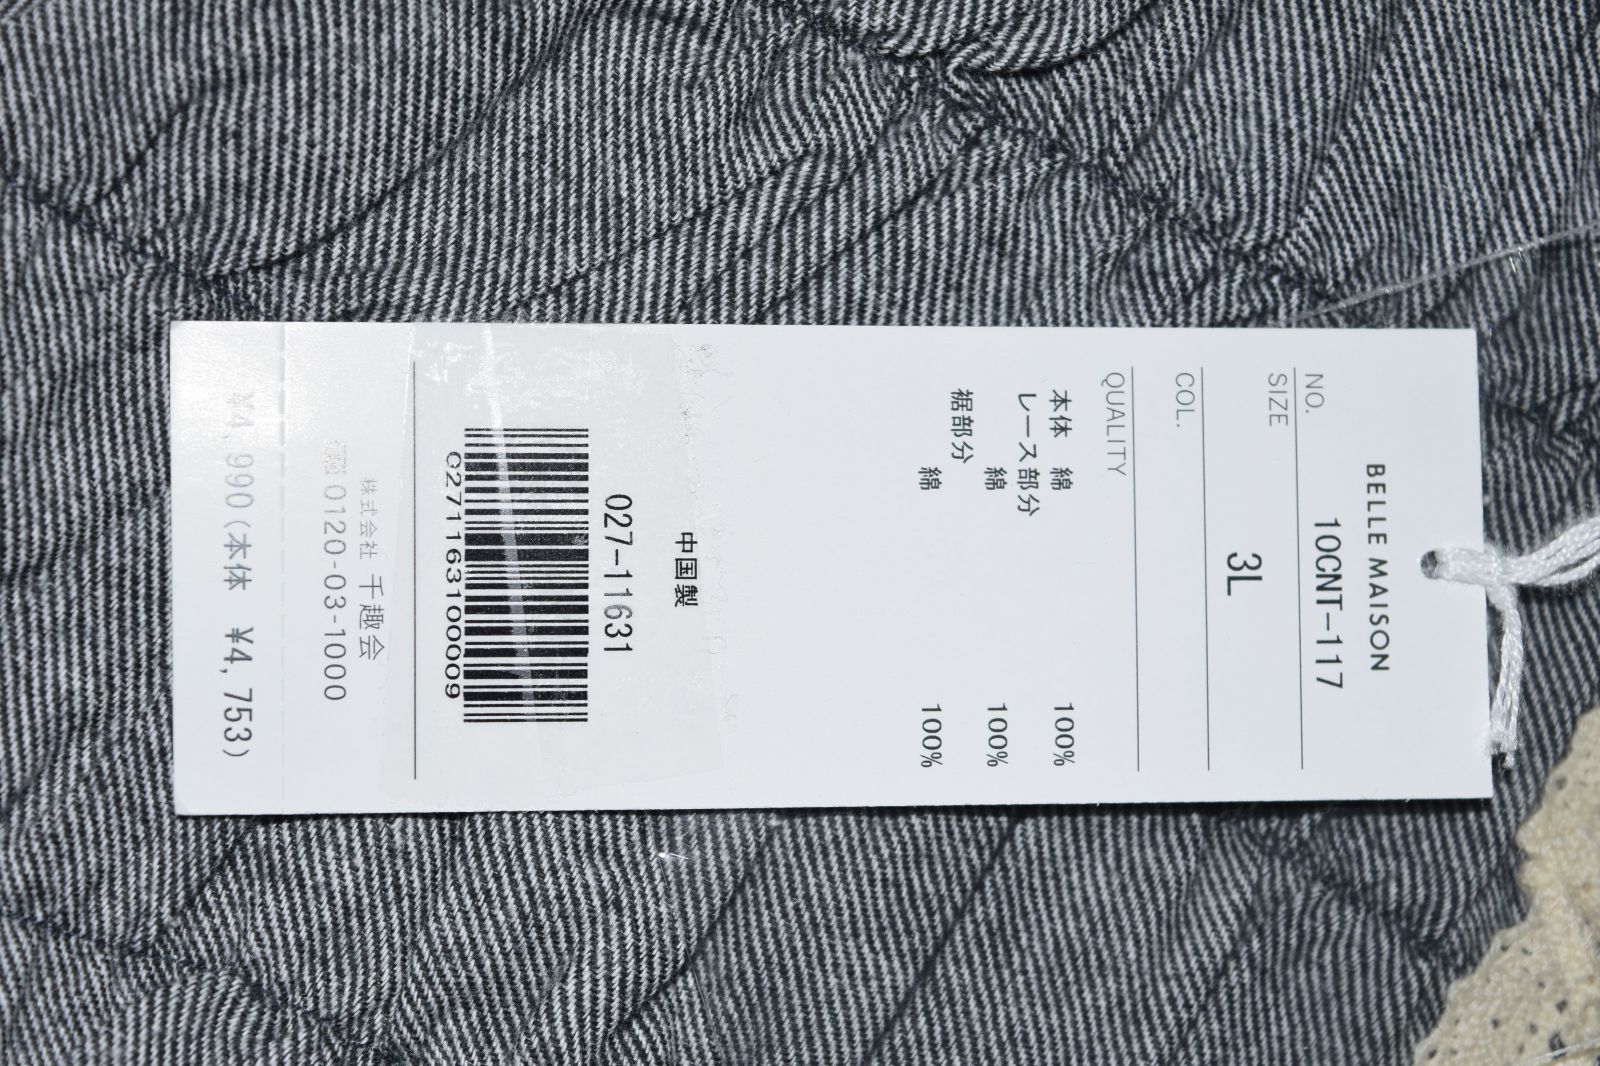 BELLE MAISON
NO. 10CNT-117
SIZE 3L
COL.
QUALITY
本体 綿 100%
レース部分
綿 100%
裾部分
綿 100%
中国製
027-11631
0271163100009
株式会社 千趣会
0120-03-1000
¥4,990(本体 ¥4,753)